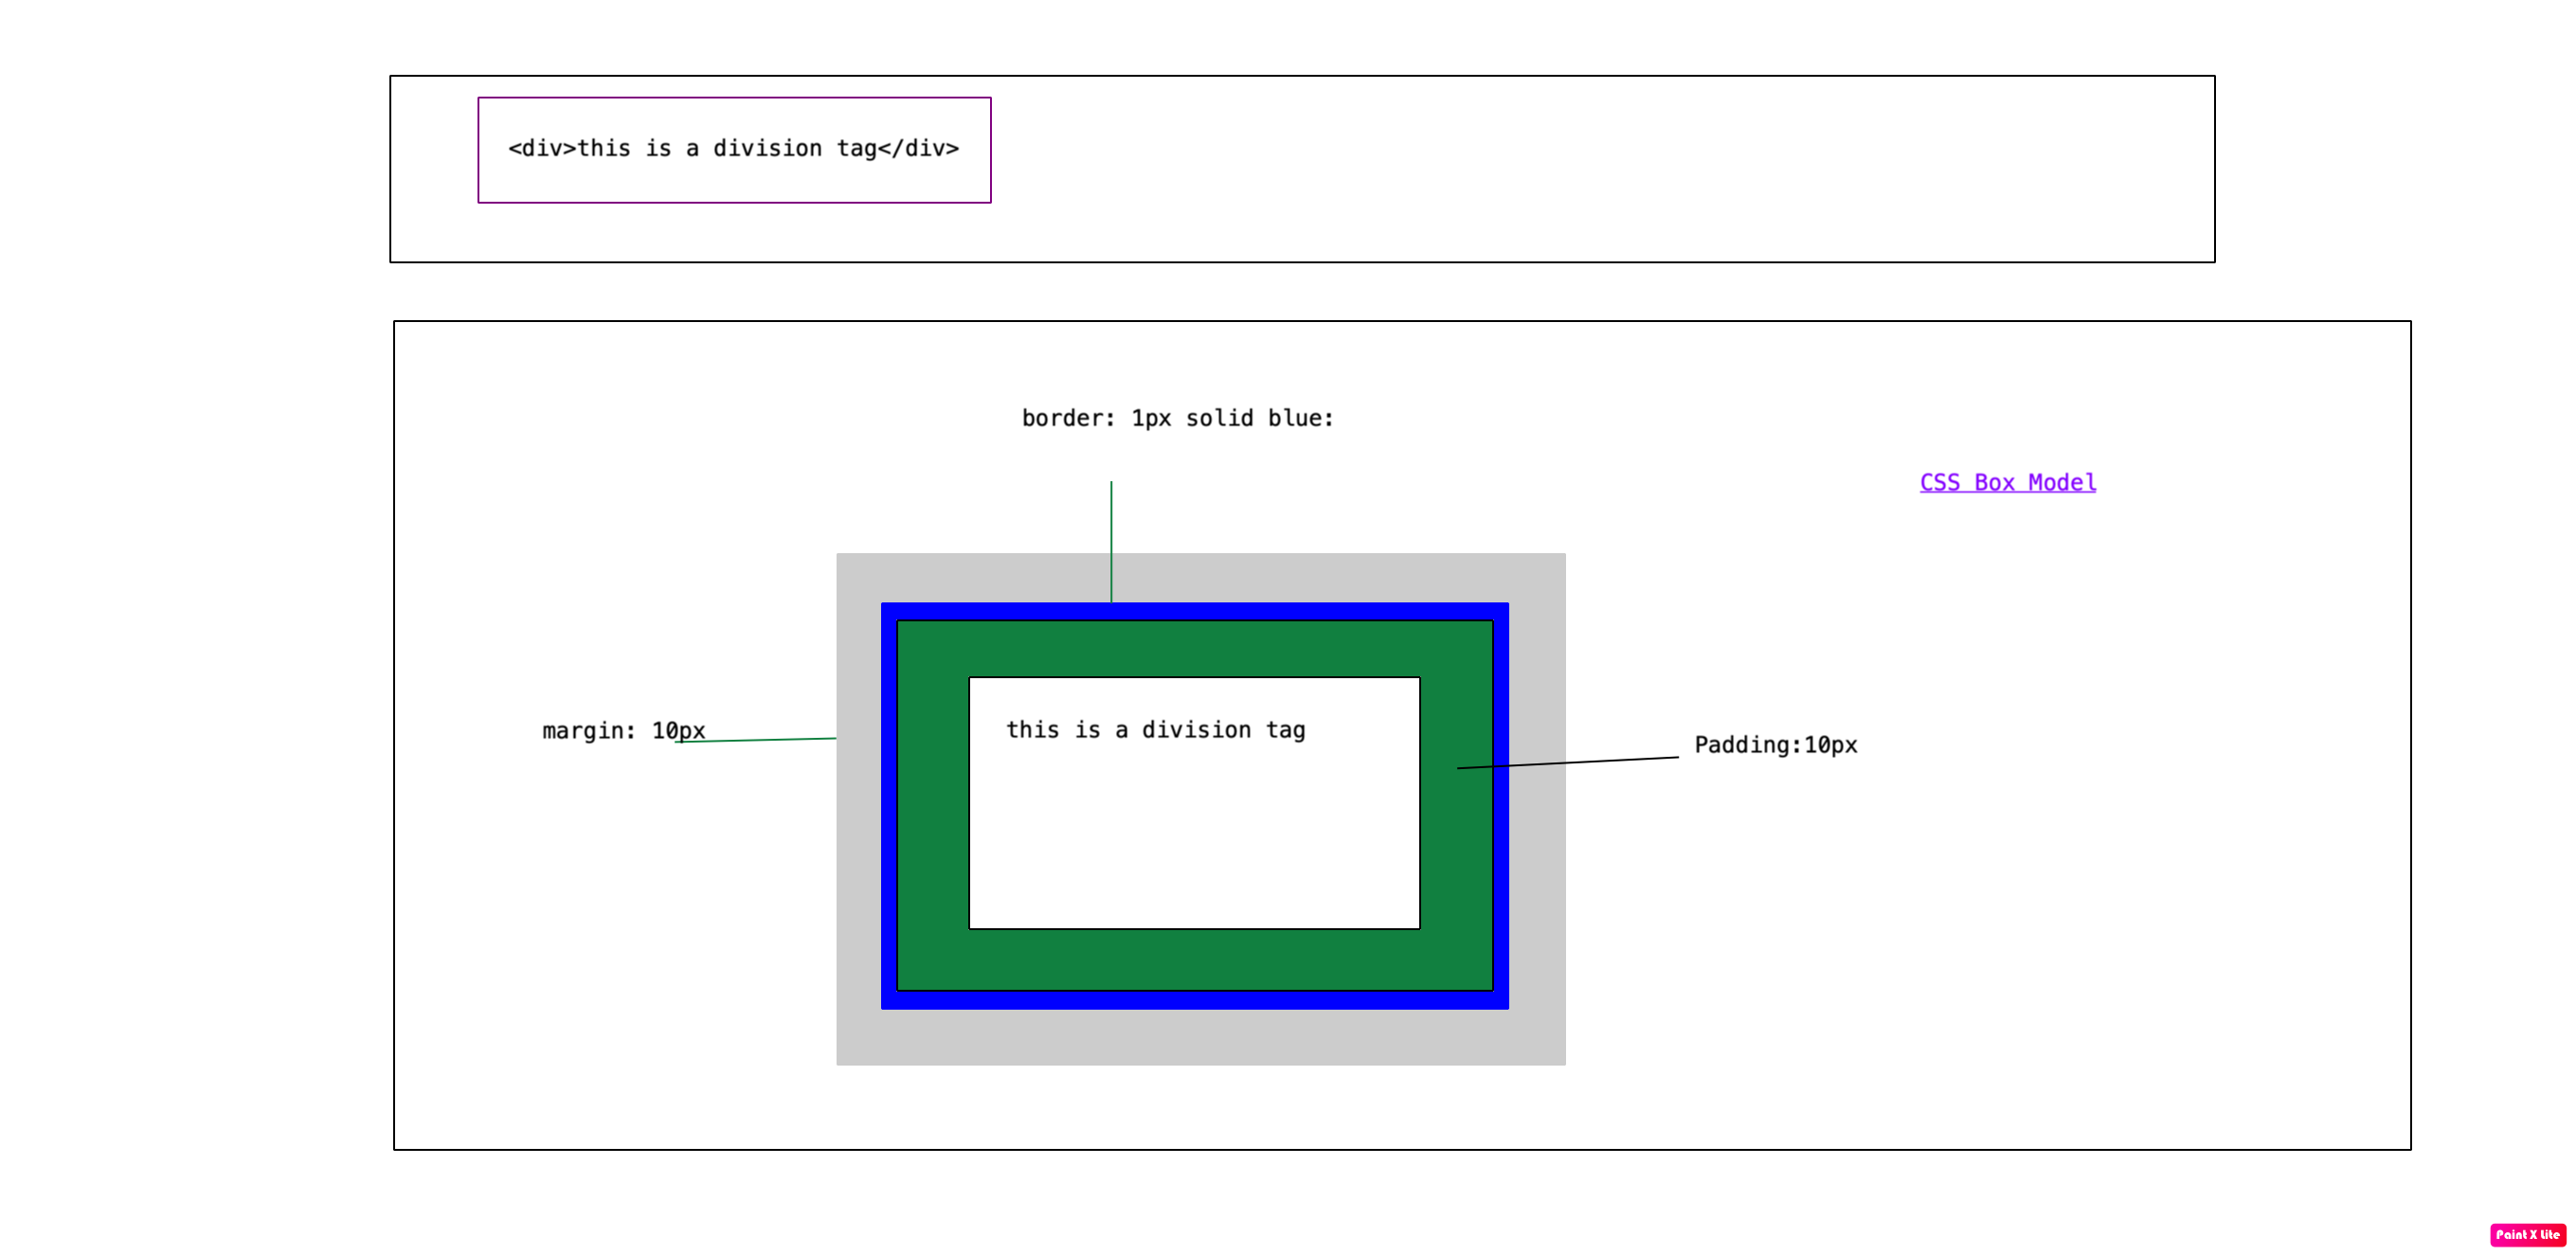 <div>this is a division tag</div>
border: 1px solid blue:
CSS Box Model
margin: 10px
this is a division tag
Padding:10px
Paint X Lite